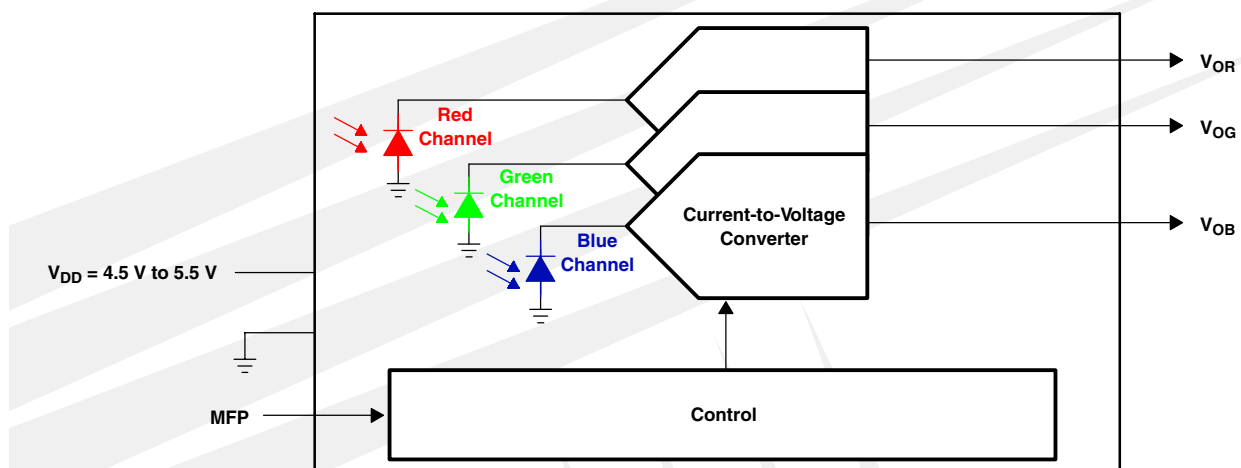 V_OR
Red
Channel
V_OG
Green
Channel
Current-to-Voltage
Converter
V_OB
Blue
Channel
V_DD = 4.5 V to 5.5 V
MFP
Control